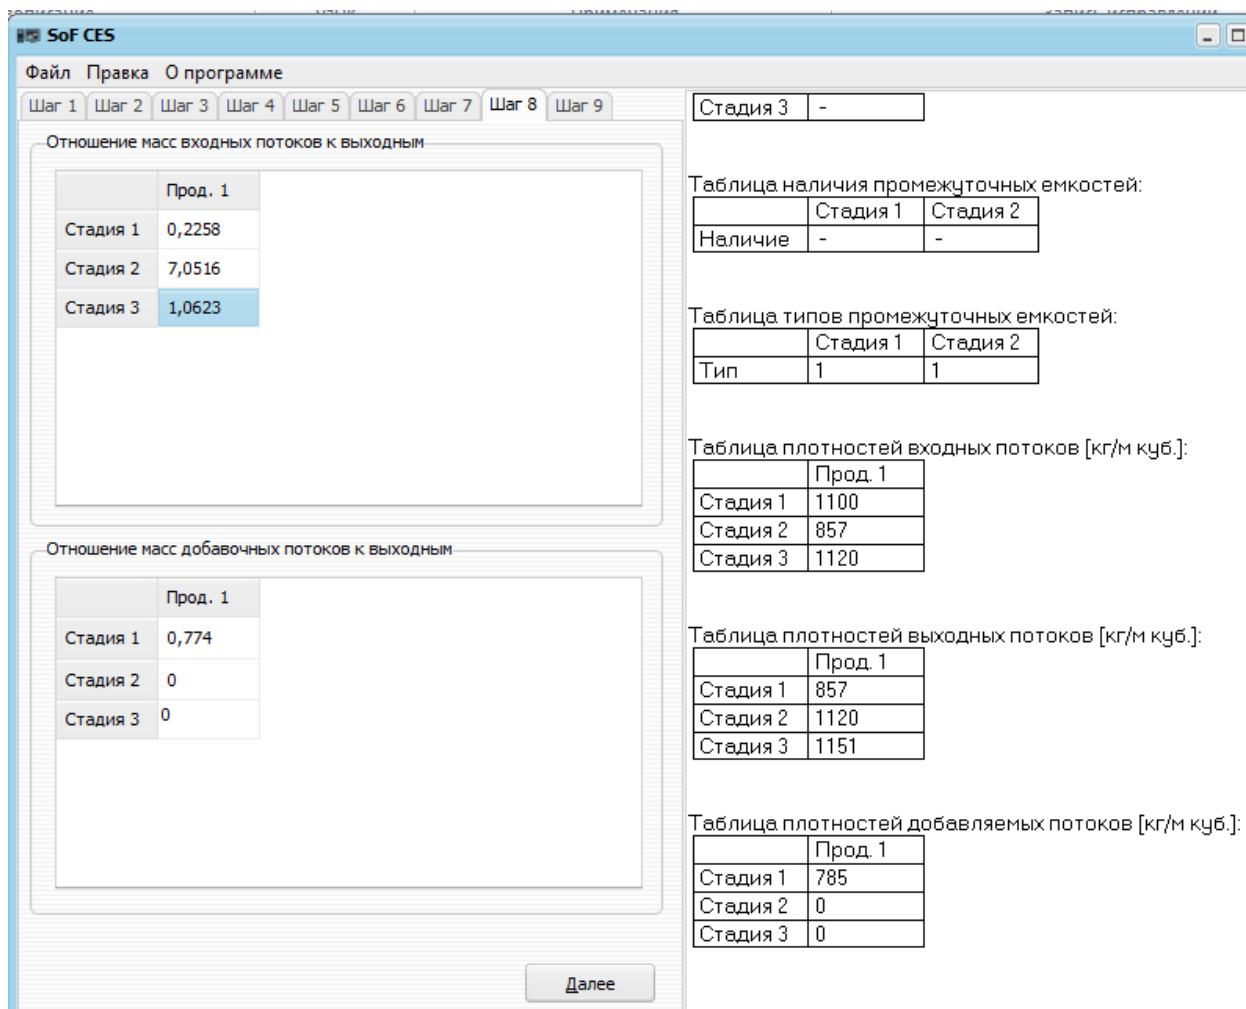 SoF CES
Файл Правка О программе
Шаг 1 Шаг 2 Шаг 3 Шаг 4 Шаг 5 Шаг 6 Шаг 7 Шаг 8 Шаг 9
Отношение масс входных потоков к выходным
Прод. 1
Стадия 1 0,2258
Стадия 2 7,0516
Стадия 3 1,0623
Отношение масс добавочных потоков к выходным
Прод. 1
Стадия 1 0,774
Стадия 2 0
Стадия 3 0
Далее
Стадия 3 -
Таблица наличия промежуточных емкостей:
Стадия 1 Стадия 2
Наличие - -
Таблица типов промежуточных емкостей:
Стадия 1 Стадия 2
Тип 1 1
Таблица плотностей входных потоков [кг/м куб.]:
Прод. 1
Стадия 1 1100
Стадия 2 857
Стадия 3 1120
Таблица плотностей выходных потоков [кг/м куб.]:
Прод. 1
Стадия 1 857
Стадия 2 1120
Стадия 3 1151
Таблица плотностей добавляемых потоков [кг/м куб.]:
Прод. 1
Стадия 1 785
Стадия 2 0
Стадия 3 0